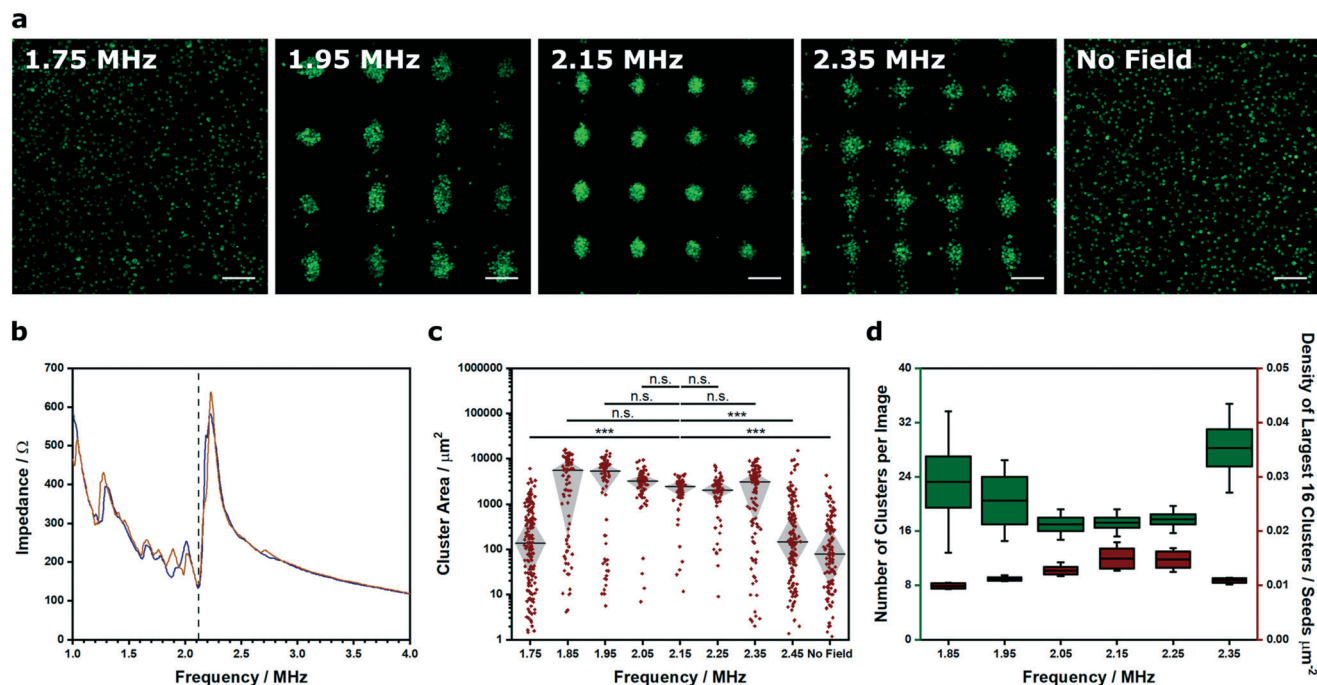 a
1.75 MHz
1.95 MHz
2.15 MHz
2.35 MHz
No Field
b
700
600
500
400
300
200
100
0
Impedance / Ω
1.0
1.5
2.0
2.5
3.0
3.5
4.0
Frequency / MHz
c
1000000
100000
10000
1000
100
10
1
Cluster Area / µm²
n.s.
n.s.
n.s.
n.s.
n.s.
***
***
***
1.75
1.85
1.95
2.05
2.15
2.25
2.35
2.45
No Field
Frequency / MHz
d
40
32
24
16
8
0
Number of Clusters per Image
0.05
0.04
0.03
0.02
0.01
0.00
Density of Largest 16 Clusters / Seeds µm⁻²
1.85
1.95
2.05
2.15
2.25
2.35
Frequency / MHz